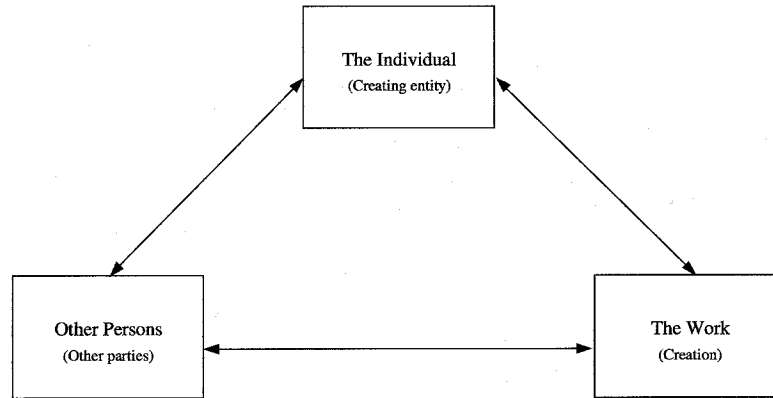 The Individual
(Creating entity)
Other Persons
(Other parties)
The Work
(Creation)